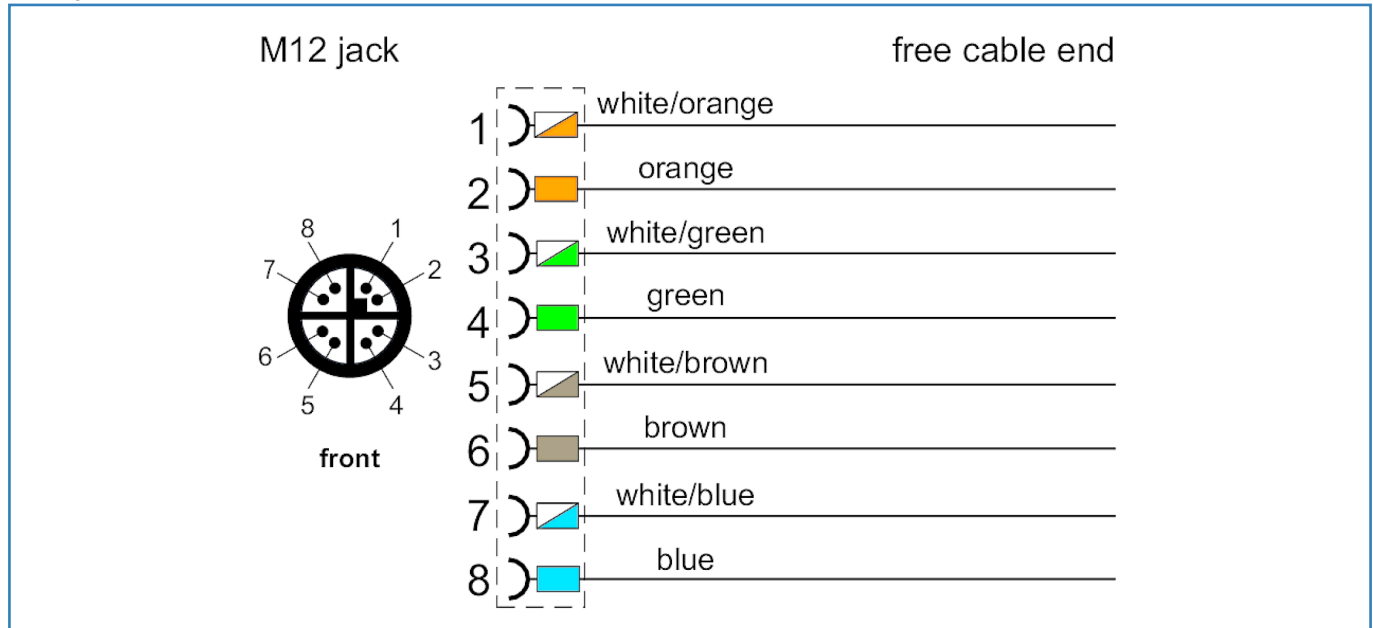 M12 jack
free cable end
1 white/orange
2 orange
3 white/green
4 green
5 white/brown
6 brown
7 white/blue
8 blue
8 1
7 2
6 3
5 4
front